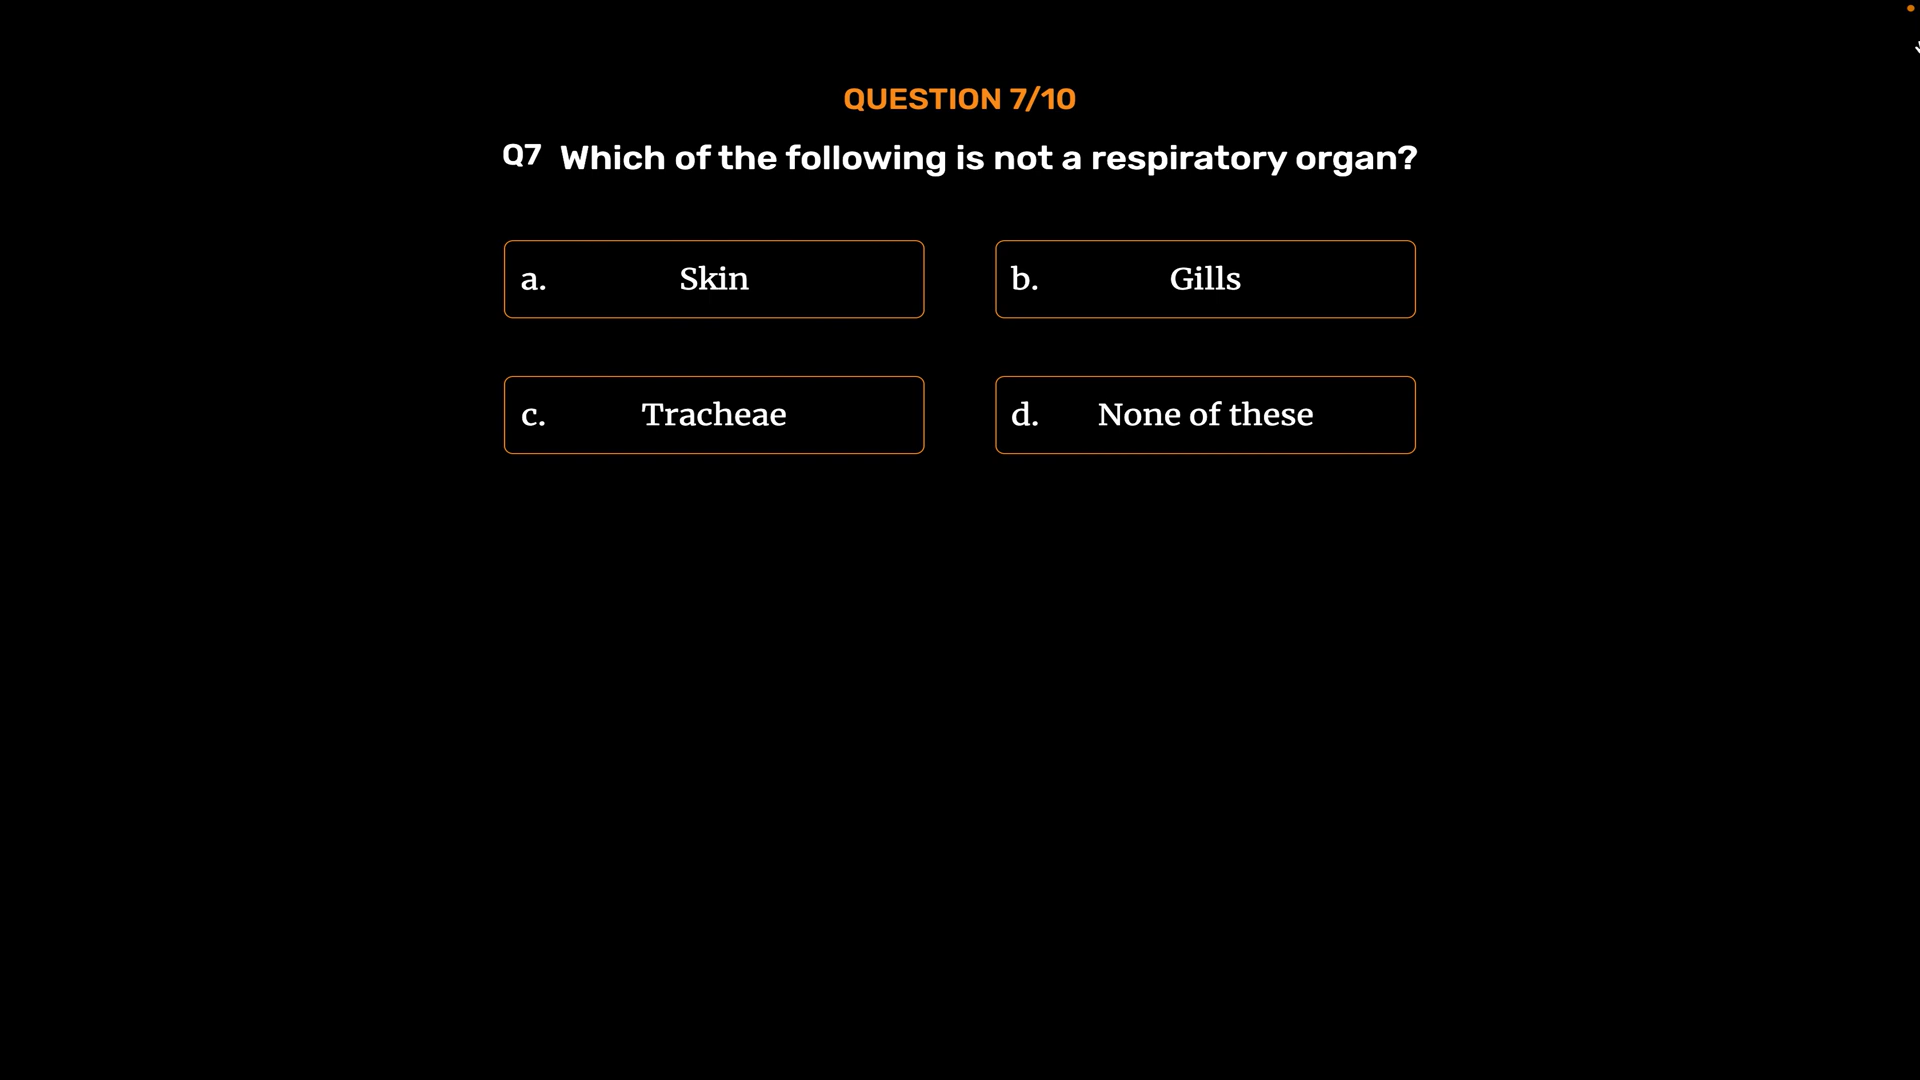 QUESTION 7/10
Q7 Which of the following is not a respiratory organ?
a. Skin
b. Gills
c. Tracheae
d. None of these